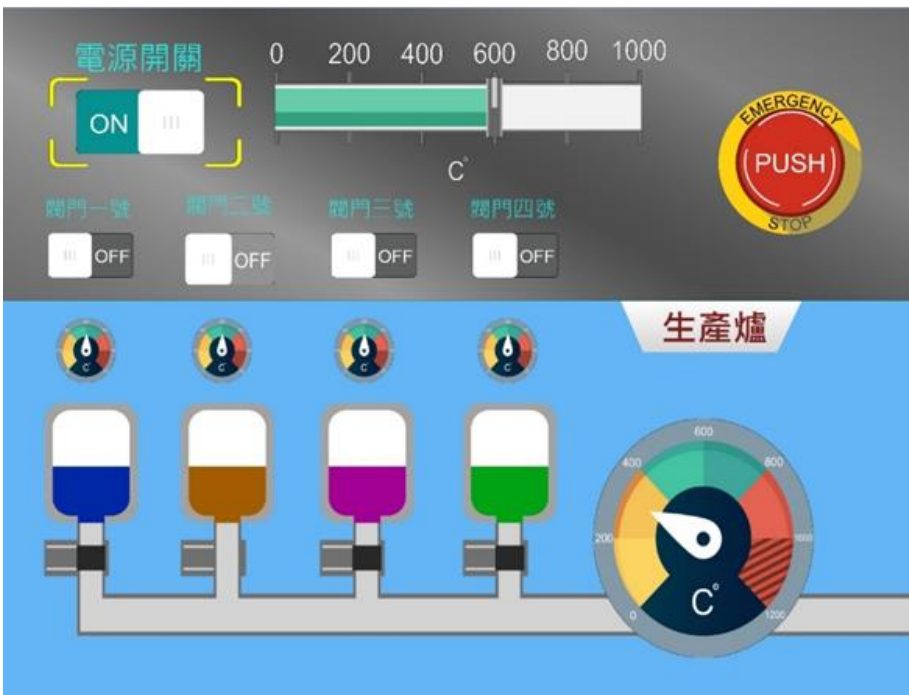 電源開關
0 200 400 600 800 1000
ON
C°
EMERGENCY
PUSH
STOP
閥門一號 閥門二號 閥門三號 閥門四號
OFF OFF OFF OFF
生產爐
C° C° C° C°
600
400 800
200 1000
0 1200
C°